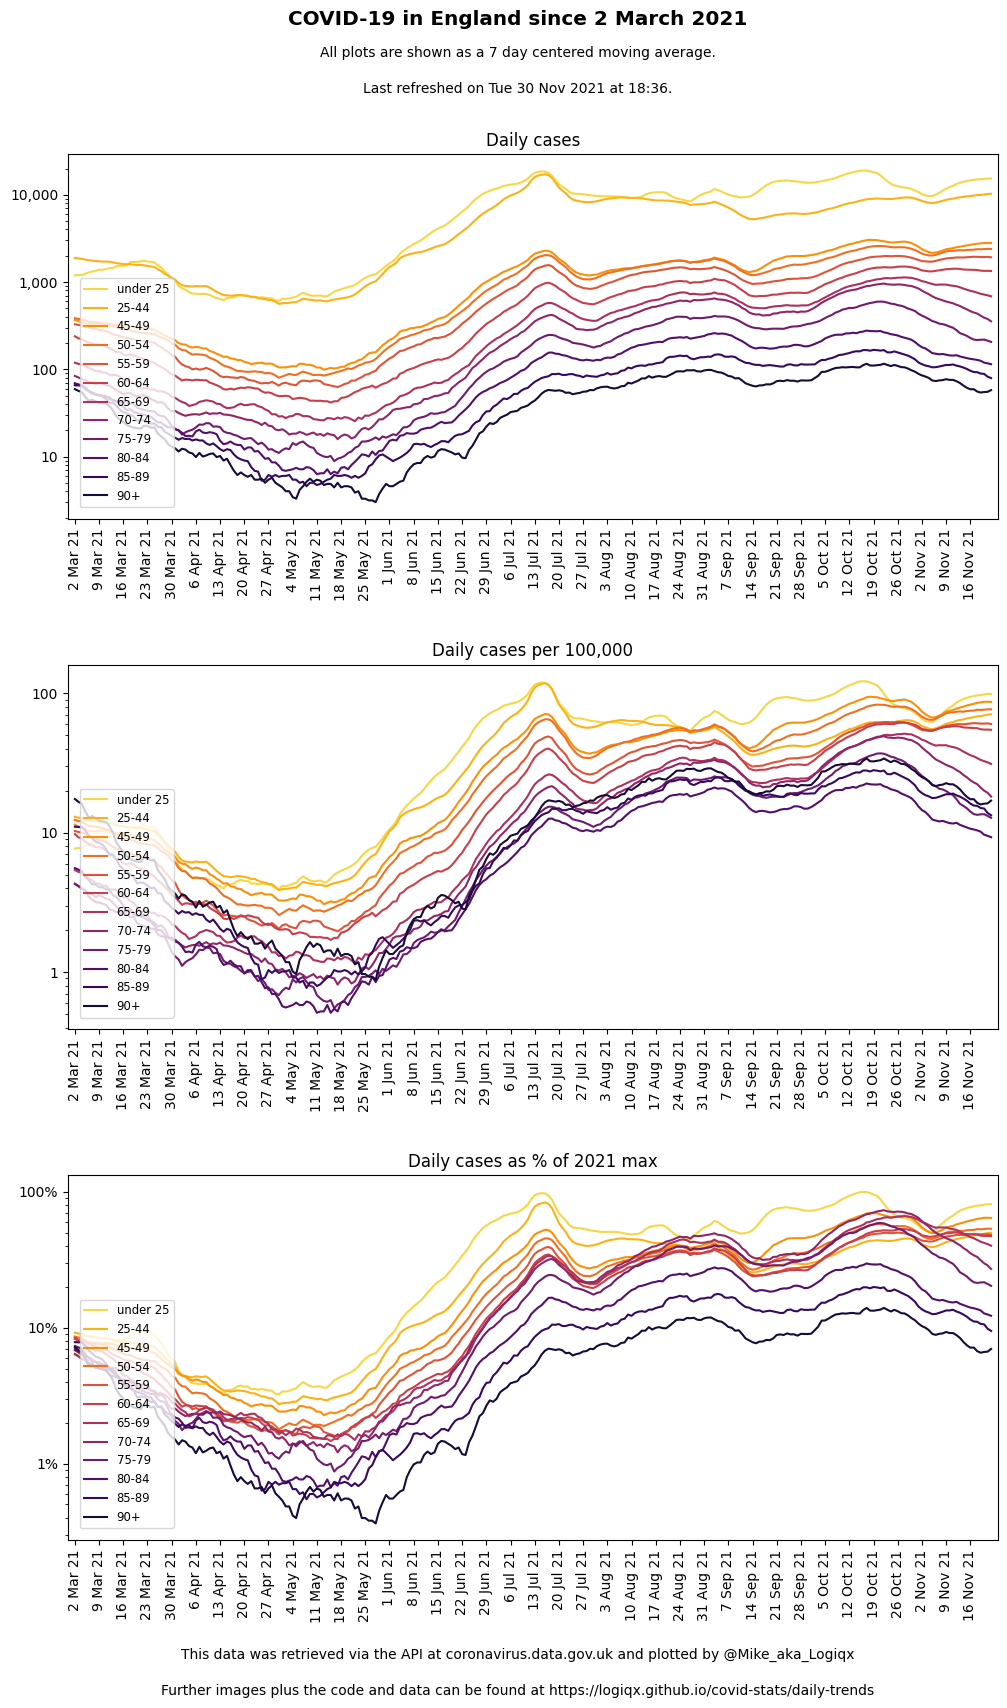 COVID-19 in England since 2 March 2021
All plots are shown as a 7 day centered moving average.
Last refreshed on Tue 30 Nov 2021 at 18:36.
Daily cases
10,000
1,000
100
10
under 25
25-44
45-49
50-54
55-59
60-64
65-69
70-74
75-79
80-84
85-89
90+
2 Mar 21
9 Mar 21
16 Mar 21
23 Mar 21
30 Mar 21
6 Apr 21
13 Apr 21
20 Apr 21
27 Apr 21
4 May 21
11 May 21
18 May 21
25 May 21
1 Jun 21
8 Jun 21
15 Jun 21
22 Jun 21
29 Jun 21
6 Jul 21
13 Jul 21
20 Jul 21
27 Jul 21
3 Aug 21
10 Aug 21
17 Aug 21
24 Aug 21
31 Aug 21
7 Sep 21
14 Sep 21
21 Sep 21
28 Sep 21
5 Oct 21
12 Oct 21
19 Oct 21
26 Oct 21
2 Nov 21
9 Nov 21
16 Nov 21
Daily cases per 100,000
100
10
1
under 25
25-44
45-49
50-54
55-59
60-64
65-69
70-74
75-79
80-84
85-89
90+
2 Mar 21
9 Mar 21
16 Mar 21
23 Mar 21
30 Mar 21
6 Apr 21
13 Apr 21
20 Apr 21
27 Apr 21
4 May 21
11 May 21
18 May 21
25 May 21
1 Jun 21
8 Jun 21
15 Jun 21
22 Jun 21
29 Jun 21
6 Jul 21
13 Jul 21
20 Jul 21
27 Jul 21
3 Aug 21
10 Aug 21
17 Aug 21
24 Aug 21
31 Aug 21
7 Sep 21
14 Sep 21
21 Sep 21
28 Sep 21
5 Oct 21
12 Oct 21
19 Oct 21
26 Oct 21
2 Nov 21
9 Nov 21
16 Nov 21
Daily cases as % of 2021 max
100%
10%
1%
under 25
25-44
45-49
50-54
55-59
60-64
65-69
70-74
75-79
80-84
85-89
90+
2 Mar 21
9 Mar 21
16 Mar 21
23 Mar 21
30 Mar 21
6 Apr 21
13 Apr 21
20 Apr 21
27 Apr 21
4 May 21
11 May 21
18 May 21
25 May 21
1 Jun 21
8 Jun 21
15 Jun 21
22 Jun 21
29 Jun 21
6 Jul 21
13 Jul 21
20 Jul 21
27 Jul 21
3 Aug 21
10 Aug 21
17 Aug 21
24 Aug 21
31 Aug 21
7 Sep 21
14 Sep 21
21 Sep 21
28 Sep 21
5 Oct 21
12 Oct 21
19 Oct 21
26 Oct 21
2 Nov 21
9 Nov 21
16 Nov 21
This data was retrieved via the API at coronavirus.data.gov.uk and plotted by @Mike_aka_Logiqx
Further images plus the code and data can be found at https://logiqx.github.io/covid-stats/daily-trends